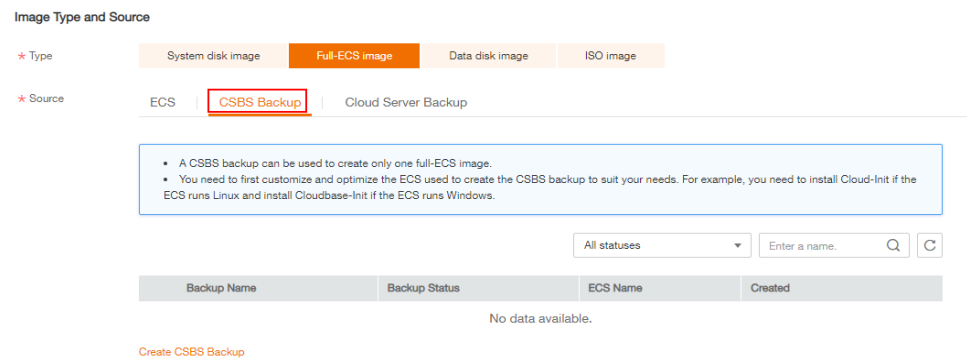 Image Type and Source
* Type System disk image Full-ECS image Data disk image ISO image
* Source ECS CSBS Backup Cloud Server Backup
• A CSBS backup can be used to create only one full-ECS image.
• You need to first customize and optimize the ECS used to create the CSBS backup to suit your needs. For example, you need to install Cloud-Init if the
ECS runs Linux and install Cloudbase-Init if the ECS runs Windows.
All statuses Enter a name.
Backup Name Backup Status ECS Name Created
No data available.
Create CSBS Backup